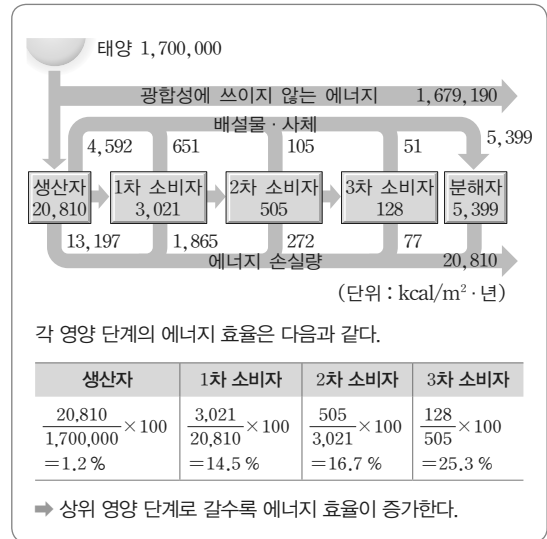 태양 1,700,000
광합성에 쓰이지 않는 에너지 1,679,190
배설물·사체
4,592 651 105 51 5,399
생산자 1차 소비자 2차 소비자 3차 소비자 분해자
20,810 3,021 505 128 5,399
13,197 1,865 272 77
에너지 손실량 20,810
(단위 : kcal/m²·년)
각 영양 단계의 에너지 효율은 다음과 같다.
생산자 1차 소비자 2차 소비자 3차 소비자
20,810/1,700,000×100 3,021/20,810×100 505/3,021×100 128/505×100
=1.2 % =14.5 % =16.7 % =25.3 %
➡ 상위 영양 단계로 갈수록 에너지 효율이 증가한다.